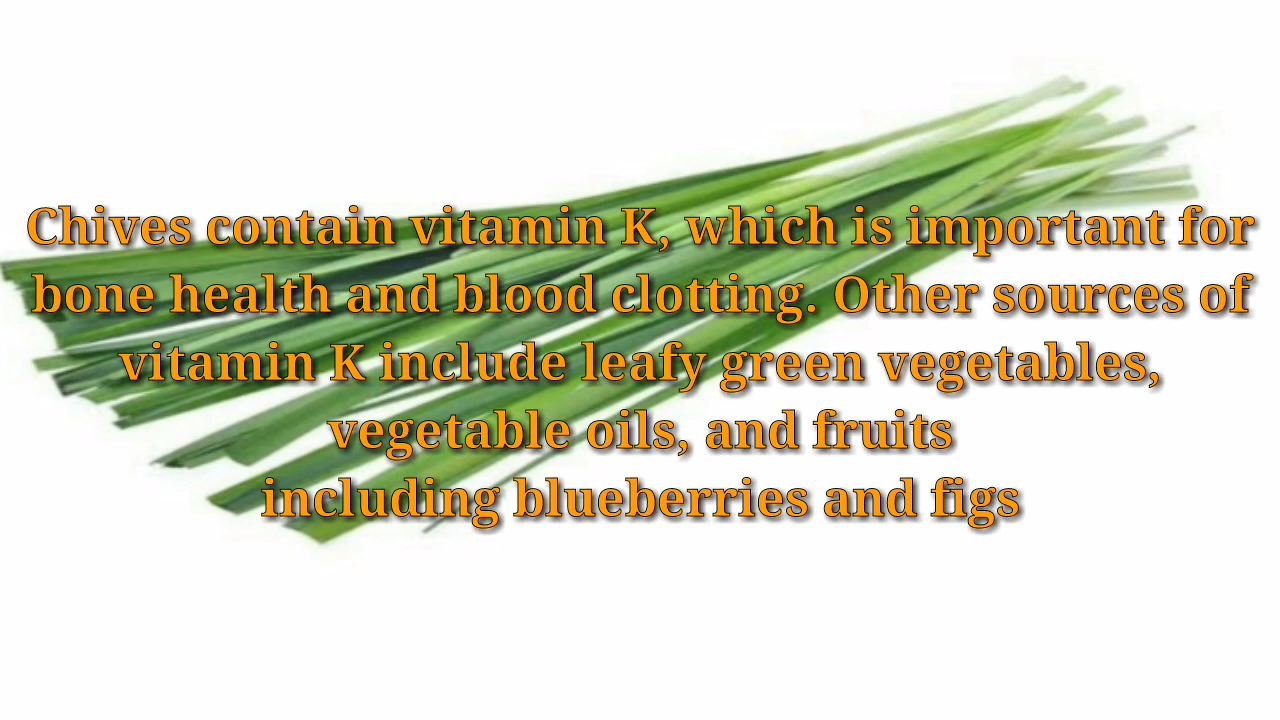 Chives contain vitamin K, which is important for
bone health and blood clotting. Other sources of
vitamin K include leafy green vegetables,
vegetable oils, and fruits
including blueberries and figs